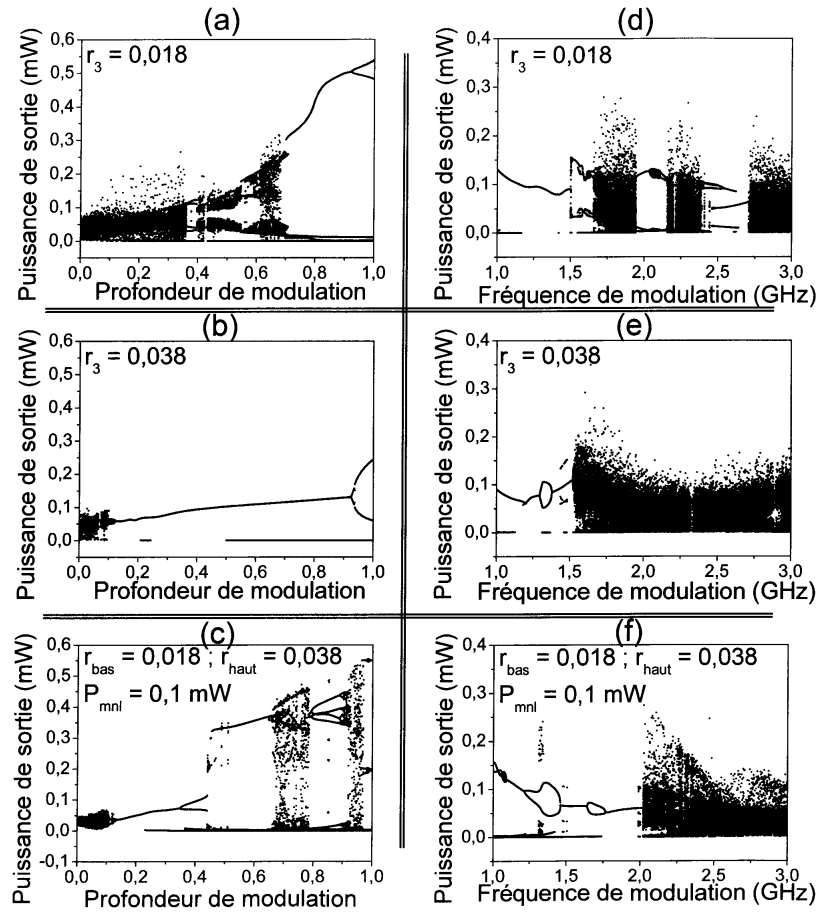 (a)
r3 = 0,018
Puissance de sortie (mW)
0,6
0,5
0,4
0,3
0,2
0,1
0,0
0,0 0,2 0,4 0,6 0,8 1,0
Profondeur de modulation
(d)
r3 = 0,018
Puissance de sortie (mW)
0,4
0,3
0,2
0,1
0,0
1,0 1,5 2,0 2,5 3,0
Fréquence de modulation (GHz)
(b)
r3 = 0,038
Puissance de sortie (mW)
0,6
0,5
0,4
0,3
0,2
0,1
0,0
0,0 0,2 0,4 0,6 0,8 1,0
Profondeur de modulation
(e)
r3 = 0,038
Puissance de sortie (mW)
0,4
0,3
0,2
0,1
0,0
1,0 1,5 2,0 2,5 3,0
Fréquence de modulation (GHz)
(c)
rbas = 0,018 ; rhaut = 0,038
Pmnl = 0,1 mW
Puissance de sortie (mW)
0,6
0,5
0,4
0,3
0,2
0,1
0,0
-0,1
0,0 0,2 0,4 0,6 0,8 1,0
Profondeur de modulation
(f)
rbas = 0,018 ; rhaut = 0,038
Pmnl = 0,1 mW
Puissance de sortie (mW)
0,4
0,3
0,2
0,1
0,0
1,0 1,5 2,0 2,5 3,0
Fréquence de modulation (GHz)